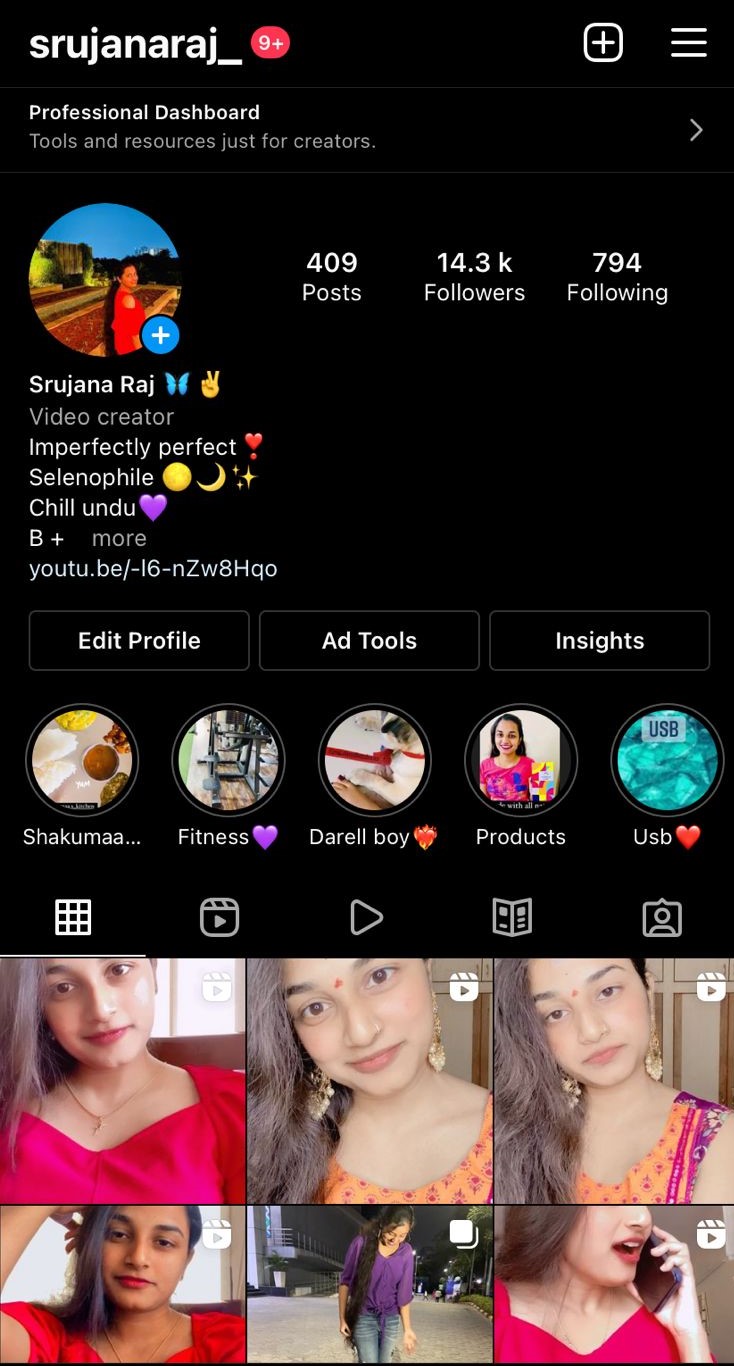 srujanaraj_ 9+
Professional Dashboard
Tools and resources just for creators.
409 14.3 k 794
Posts Followers Following
Srujana Raj 🦋 ✌️
Video creator
Imperfectly perfect ❣️
Selenophile 🌕🌙✨
Chill undu💜
B + more
youtu.be/-l6-nZw8Hqo
Edit Profile Ad Tools Insights
YUM
USB
Shakumaa... Fitness💜 Darell boy❤️‍🔥 Products Usb❤️